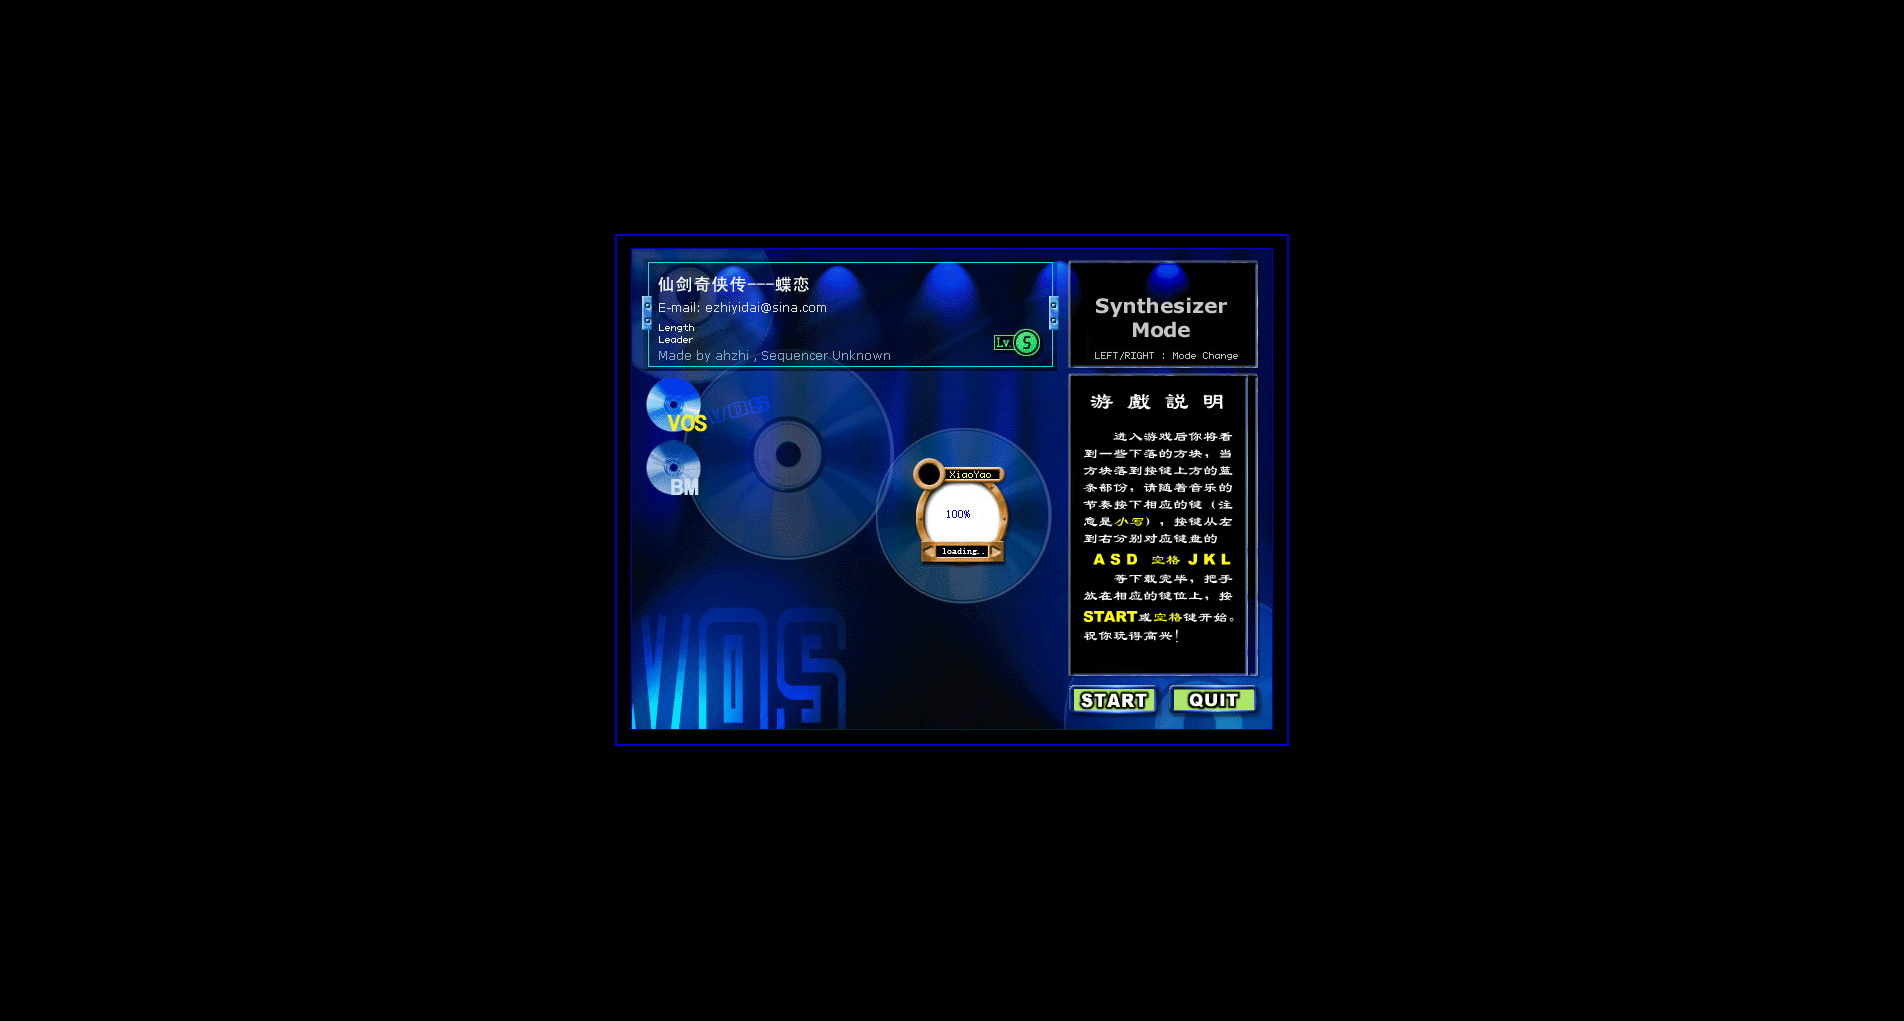 仙剑奇侠传---蝶恋
E-mail: ezhiyidai@sina.com
Length
Leader
Made by ahzhi , Sequencer Unknown
Lv. 5
VOS
VOS
BM
XiaoYao
100%
loading..
VOS
Synthesizer
Mode
LEFT/RIGHT : Mode Change
游 戲 説 明
进入游戏后你将看
到一些下落的方块，当
方块落到按键上方的蓝
条部份，请随着音乐的
节奏按下相应的键（注
意是小写），按键从左
到右分别对应键盘的
A S D 空格 J K L
等下载完毕，把手
放在相应的键位上，按
START或空格键开始。
祝你玩得高兴！
START
QUIT